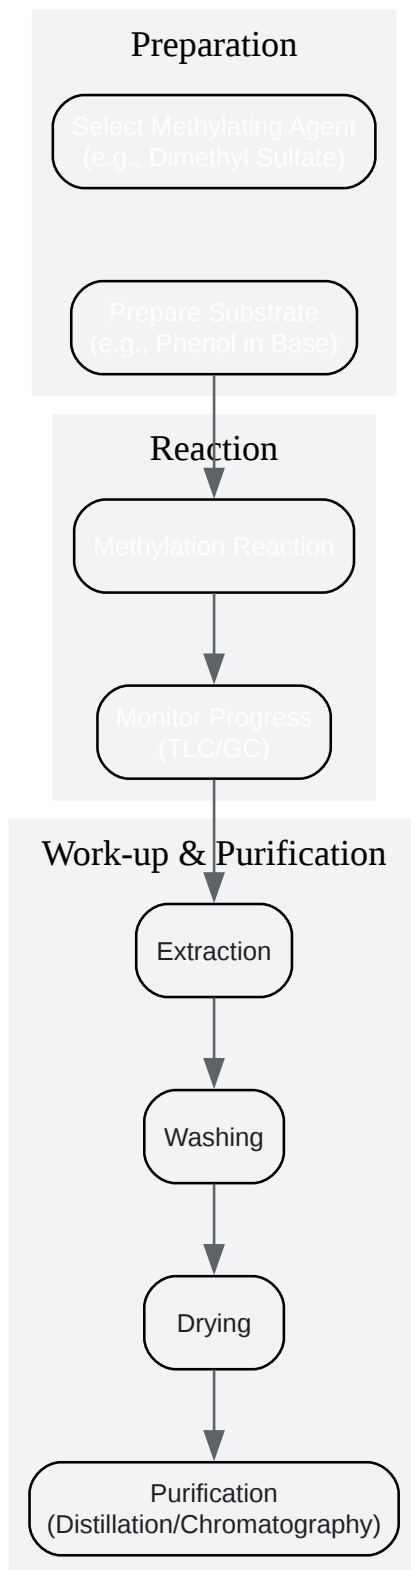 Preparation
Select Methylating Agent
(e.g., Dimethyl Sulfate)
Prepare Substrate
(e.g., Phenol in Base)
Reaction
Methylation Reaction
Monitor Progress
(TLC/GC)
Work-up & Purification
Extraction
Washing
Drying
Purification
(Distillation/Chromatography)